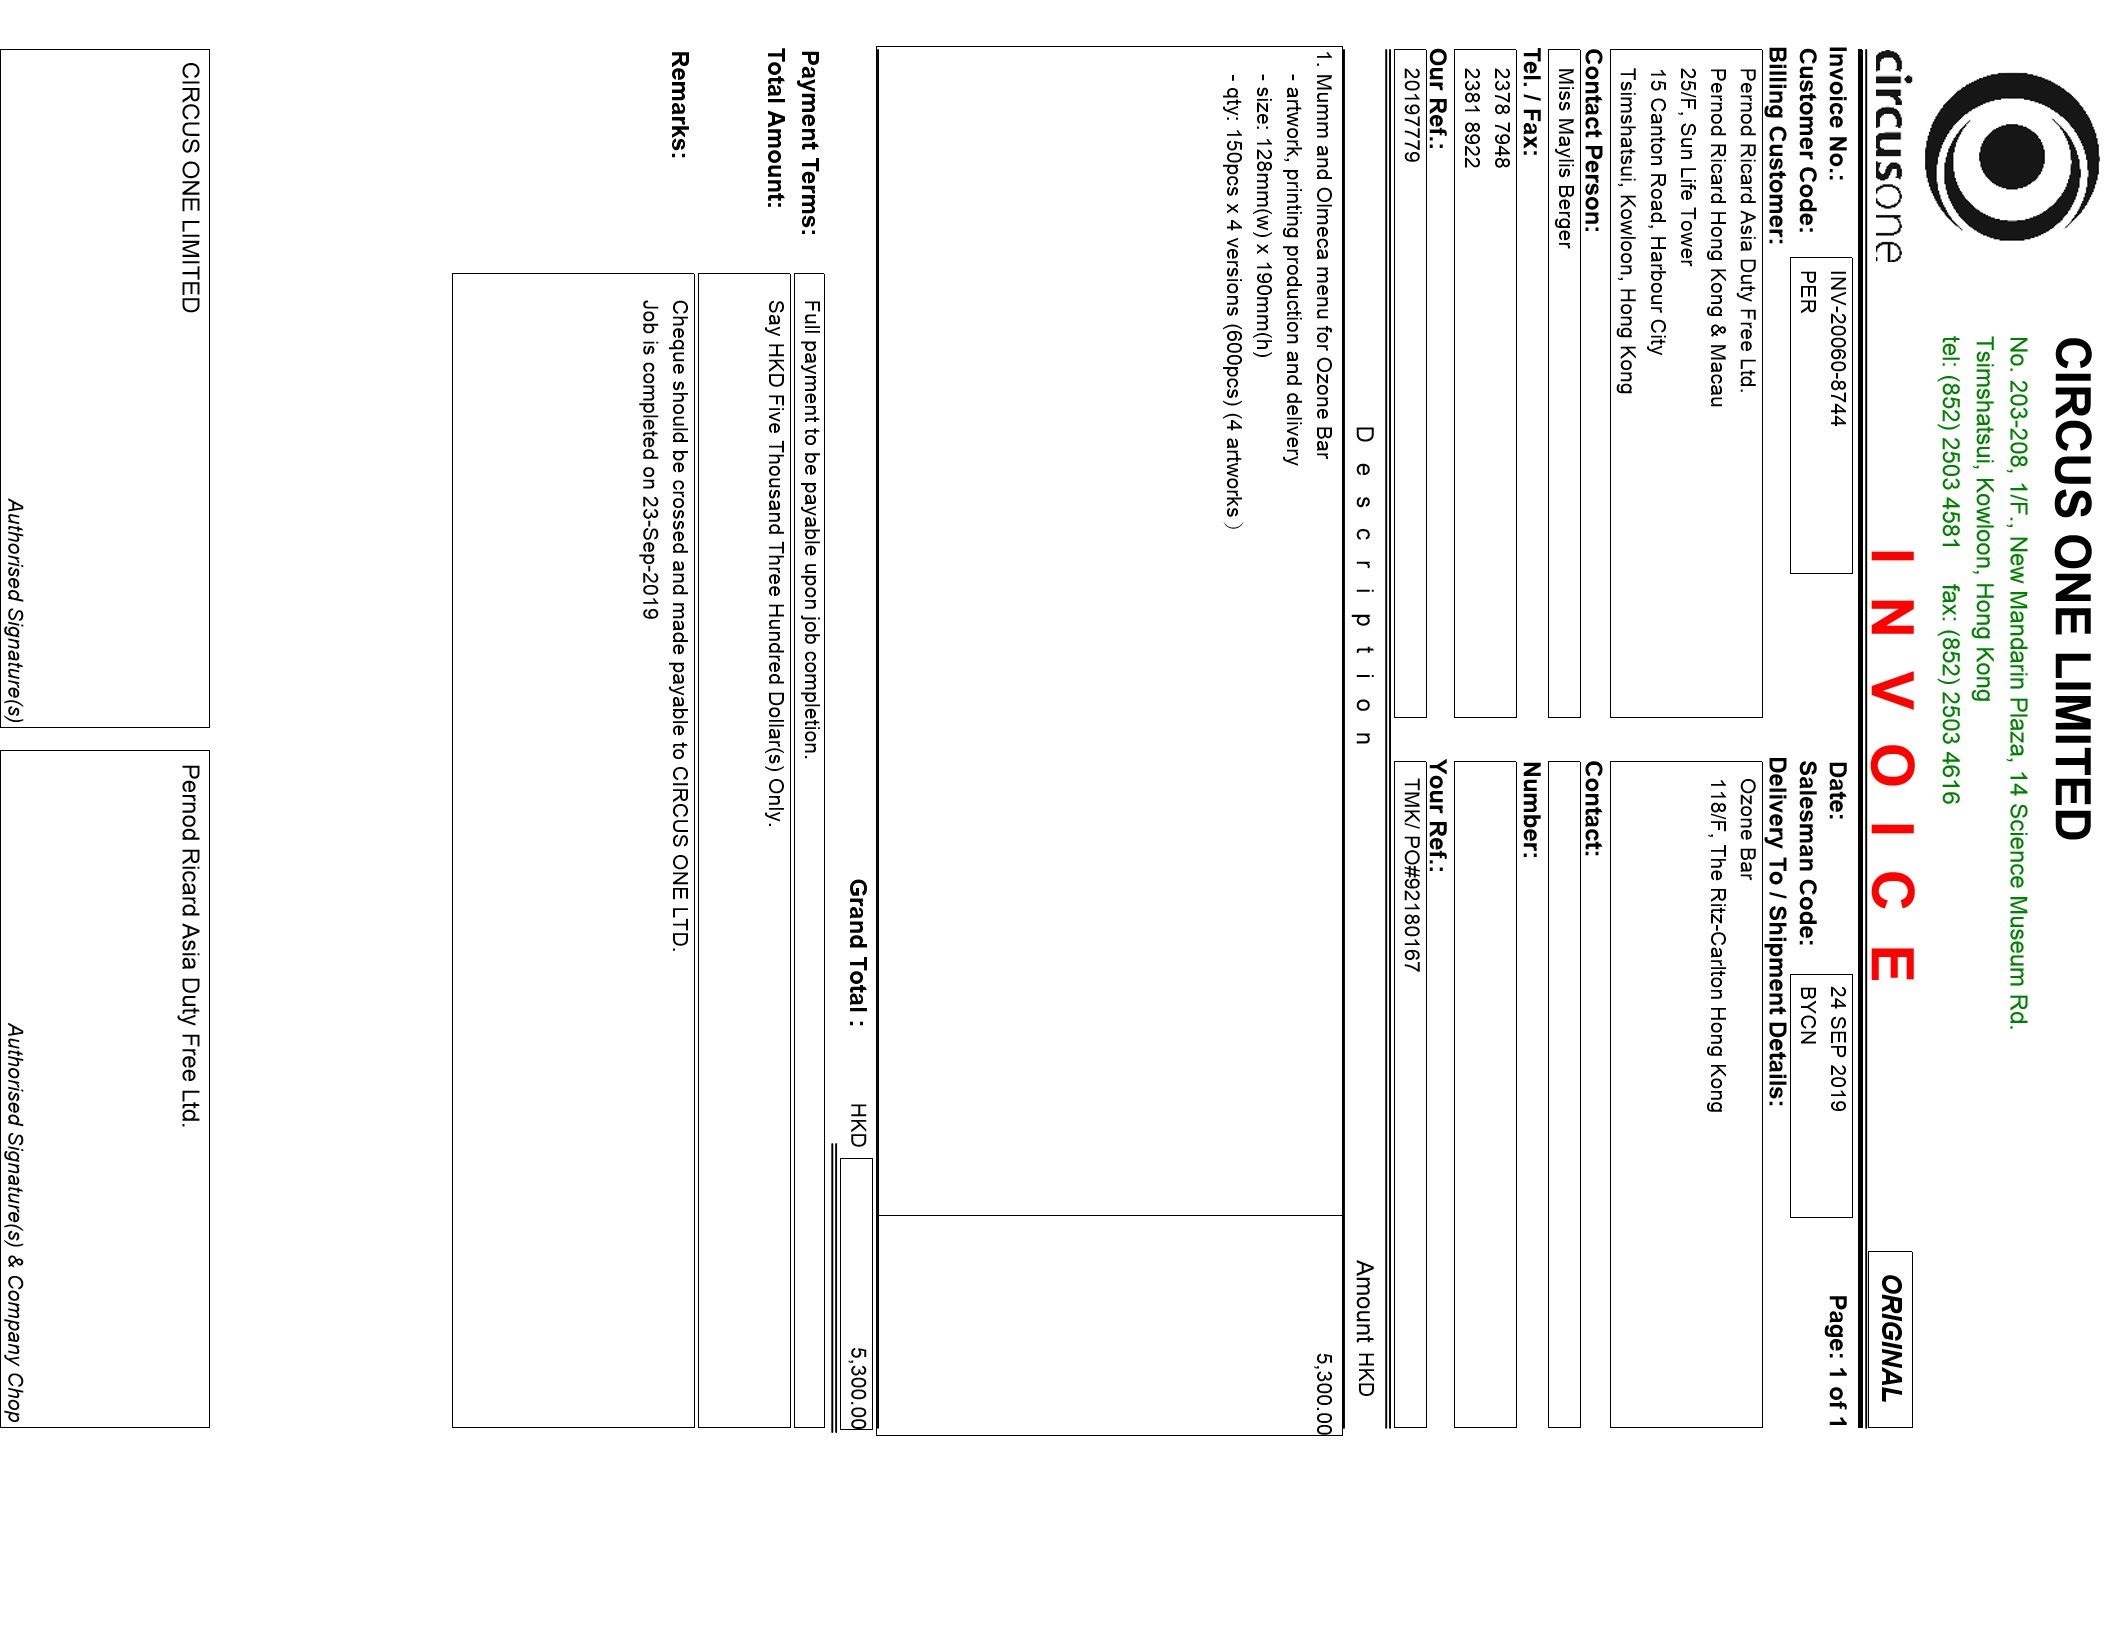 CIRCUS ONE LIMITED
No. 203-208, 1/F., New Mandarin Plaza, 14 Science Museum Rd.
Tsimshatsui, Kowloon, Hong Kong
tel: (852) 2503 4581 fax: (852) 2503 4616
circusone.
INVOICE
ORIGINAL
Invoice No.: INV-20060-8744 Date: 24 SEP 2019 Page: 1 of 1
Customer Code: PER Salesman Code: BYCN
Billing Customer: Delivery To / Shipment Details:
Pernod Ricard Asia Duty Free Ltd. Ozone Bar
Pernod Ricard Hong Kong & Macau 118/F, The Ritz-Carlton Hong Kong
25/F, Sun Life Tower
15 Canton Road, Harbour City
Tsimshatsui, Kowloon, Hong Kong
Contact Person: Contact:
Miss Maylis Berger
Tel. / Fax: Number:
2378 7948
2381 8922
Our Ref.: Your Ref.:
20197779 TMK/ PO#92180167
Description Amount HKD
1. Mumm and Olmeca menu for Ozone Bar 5,300.00
- artwork, printing production and delivery
- size: 128mm(w) x 190mm(h)
- qty: 150pcs x 4 versions (600pcs) (4 artworks）
Grand Total : HKD 5,300.00
Payment Terms: Full payment to be payable upon job completion.
Total Amount: Say HKD Five Thousand Three Hundred Dollar(s) Only.
Remarks: Cheque should be crossed and made payable to CIRCUS ONE LTD.
Job is completed on 23-Sep-2019
CIRCUS ONE LIMITED Pernod Ricard Asia Duty Free Ltd.
Authorised Signature(s) Authorised Signature(s) & Company Chop